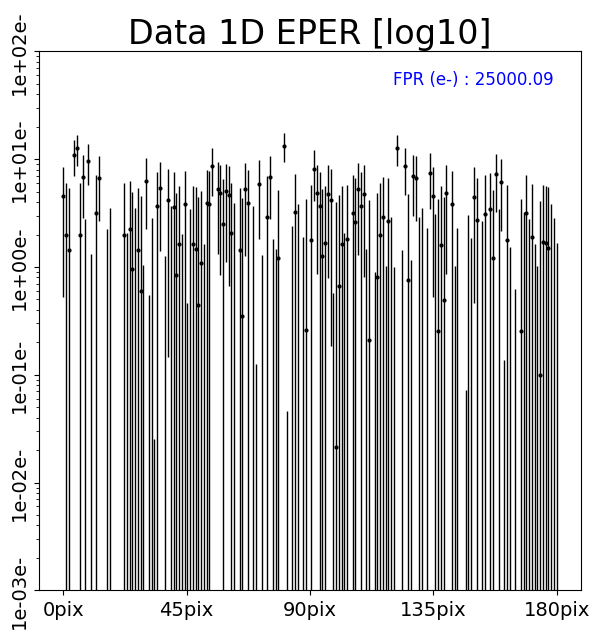 Data 1D EPER [log10]
FPR (e-) : 25000.09
1e+02e-
1e+01e-
1e+00e-
1e-01e-
1e-02e-
1e-03e-
0pix 45pix 90pix 135pix 180pix